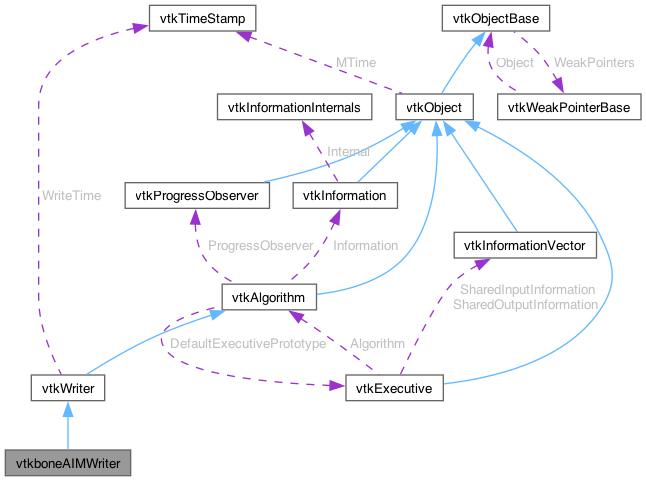 vtkTimeStamp
vtkObjectBase
MTime
Object
WeakPointers
vtkInformationInternals
vtkObject
vtkWeakPointerBase
Internal
WriteTime
vtkProgressObserver
vtkInformation
ProgressObserver
Information
vtkInformationVector
SharedInputInformation
SharedOutputInformation
vtkAlgorithm
DefaultExecutivePrototype
Algorithm
vtkWriter
vtkExecutive
vtkboneAIMWriter